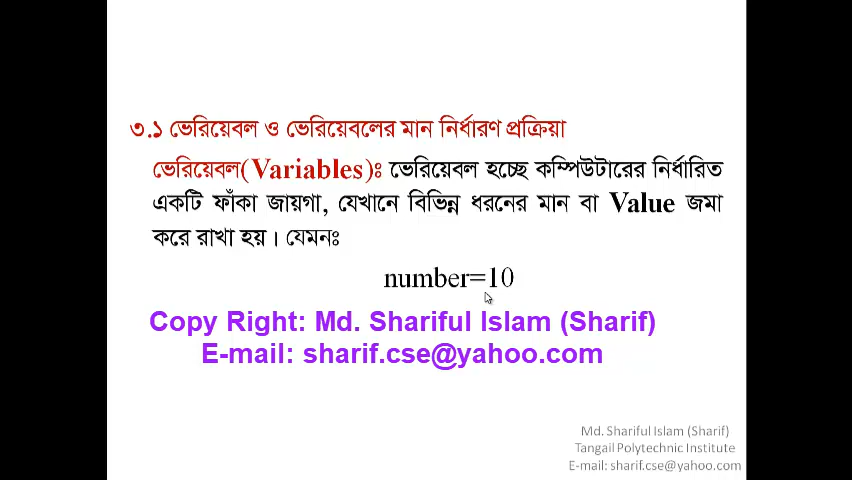 ৩.১ ভেরিয়েবল ও ভেরিয়েবলের মান নির্ধারণ প্রক্রিয়া
ভেরিয়েবল(Variables)ঃ ভেরিয়েবল হচ্ছে কম্পিউটারের নির্ধারিত
একটি ফাঁকা জায়গা, যেখানে বিভিন্ন ধরনের মান বা Value জমা
করে রাখা হয়। যেমনঃ
number=10
Copy Right: Md. Shariful Islam (Sharif)
E-mail: sharif.cse@yahoo.com
Md. Shariful Islam (Sharif)
Tangail Polytechnic Institute
E-mail: sharif.cse@yahoo.com